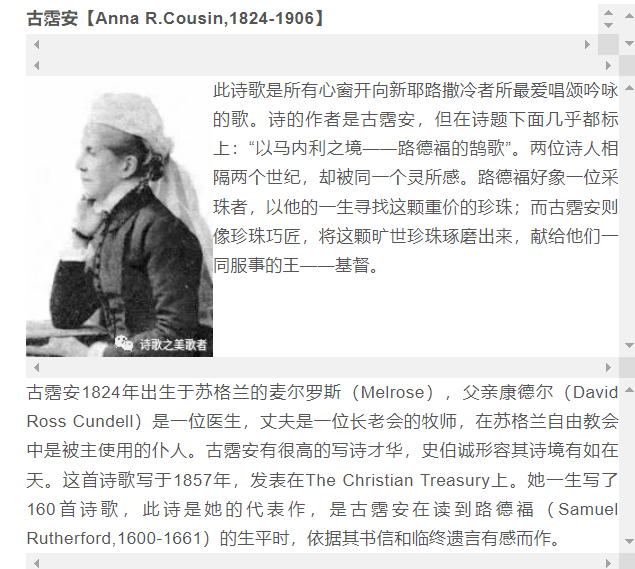 古霑安【Anna R.Cousin,1824-1906】
此诗歌是所有心窗开向新耶路撒冷者所最爱唱颂吟咏
的歌。诗的作者是古霑安，但在诗题下面几乎都标
上：“以马内利之境——路德福的鹄歌”。两位诗人相
隔两个世纪，却被同一个灵所感。路德福好象一位采
珠者，以他的一生寻找这颗重价的珍珠；而古霑安则
像珍珠巧匠，将这颗旷世珍珠琢磨出来，献给他们一
同服事的王——基督。
诗歌之美歌者
古霑安1824年出生于苏格兰的麦尔罗斯（Melrose），父亲康德尔（David
Ross Cundell）是一位医生，丈夫是一位长老会的牧师，在苏格兰自由教会
中是被主使用的仆人。古霑安有很高的写诗才华，史伯诚形容其诗境有如在
天。这首诗歌写于1857年，发表在The Christian Treasury上。她一生写了
160首诗歌，此诗是她的代表作，是古霑安在读到路德福（Samuel
Rutherford,1600-1661）的生平时，依据其书信和临终遗言有感而作。